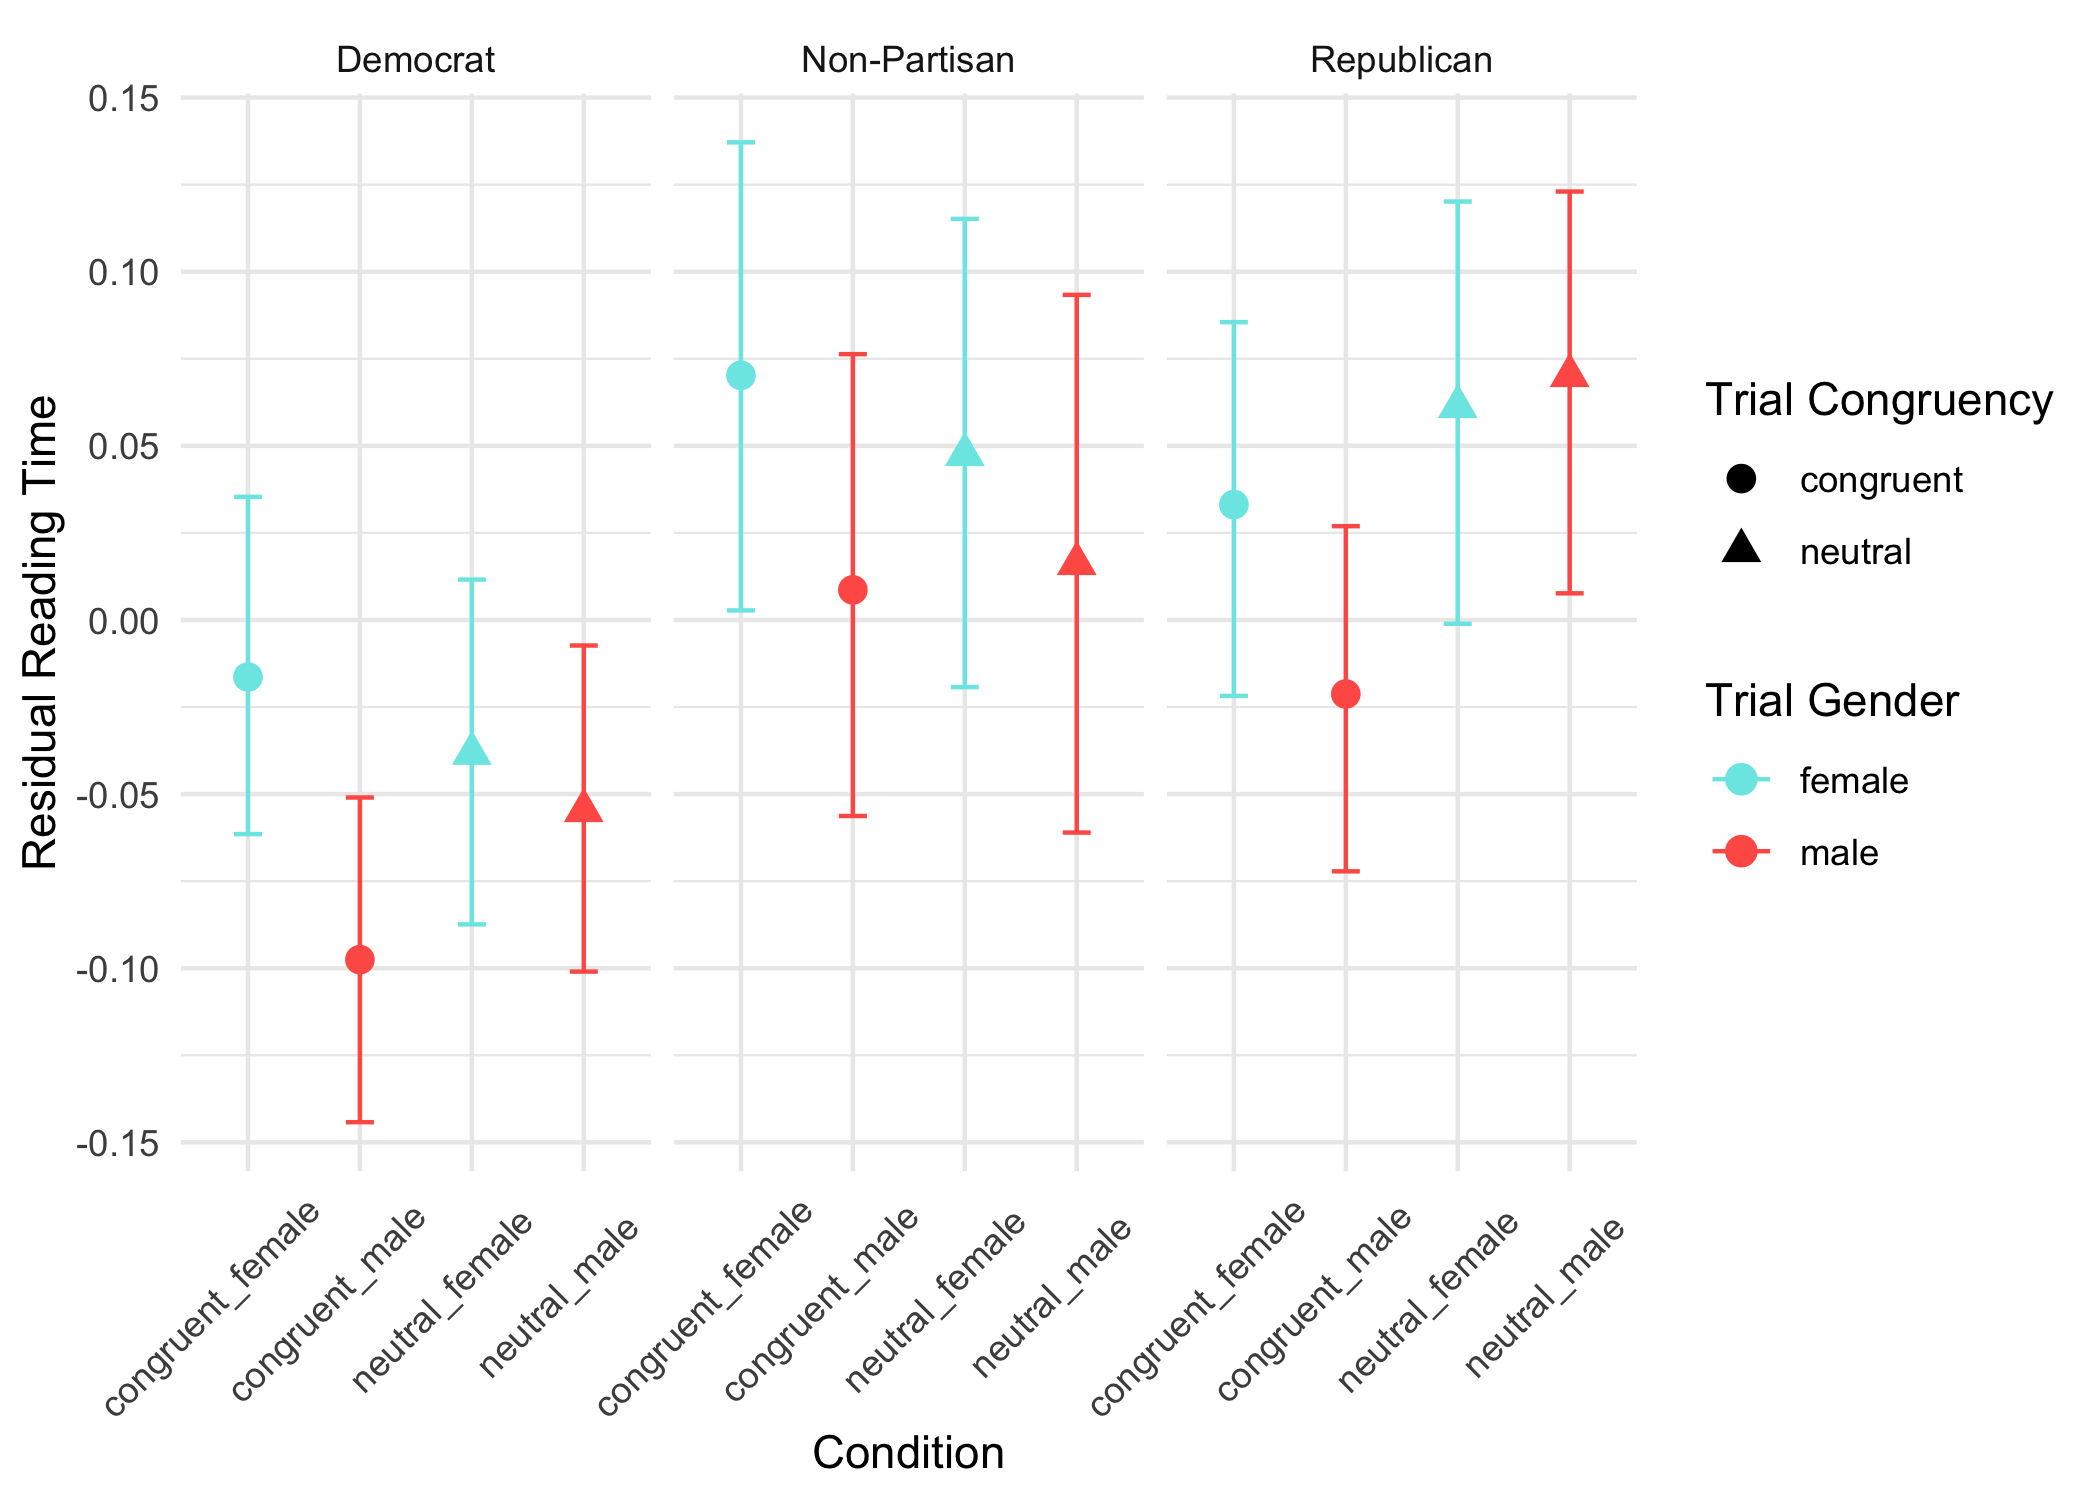 Democrat
Non-Partisan
Republican
0.15
0.10
0.05
0.00
-0.05
-0.10
-0.15
Residual Reading Time
congruent_female
congruent_male
neutral_female
neutral_male
congruent_female
congruent_male
neutral_female
neutral_male
congruent_female
congruent_male
neutral_female
neutral_male
Condition
Trial Congruency
congruent
neutral
Trial Gender
female
male